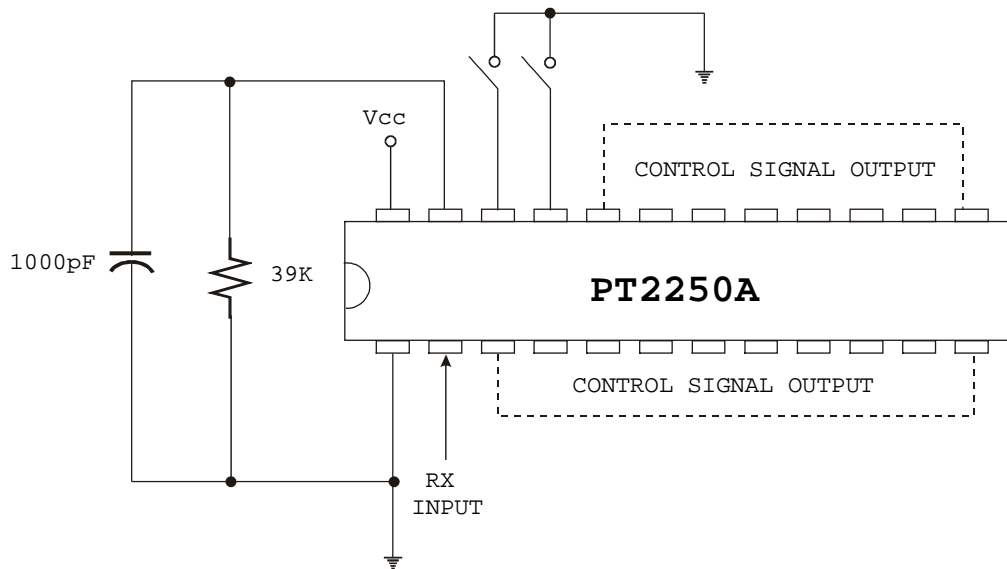 Vcc
CONTROL SIGNAL OUTPUT
1000pF
39K
PT2250A
CONTROL SIGNAL OUTPUT
RX
INPUT